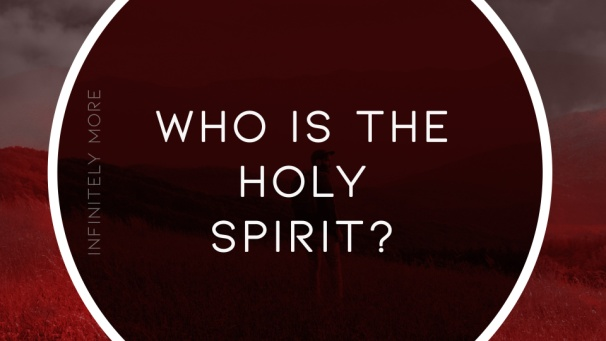 INFINITELY MORE
WHO IS THE
HOLY
SPIRIT?